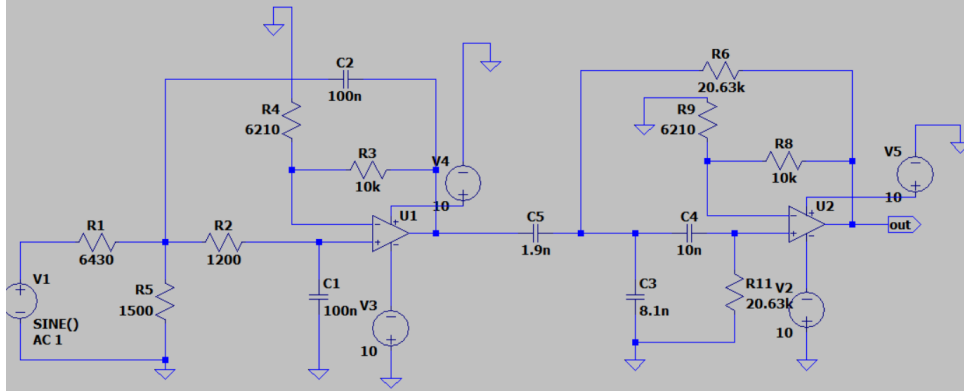 C2
100n
R4
6210
R3
10k
V4
10
U1
R1
6430
R2
1200
V1
SINE()
AC 1
R5
1500
C1
100n
V3
10
C5
1.9n
R6
20.63k
R9
6210
R8
10k
V5
10
U2
C4
10n
out
C3
8.1n
R11
20.63k
V2
10